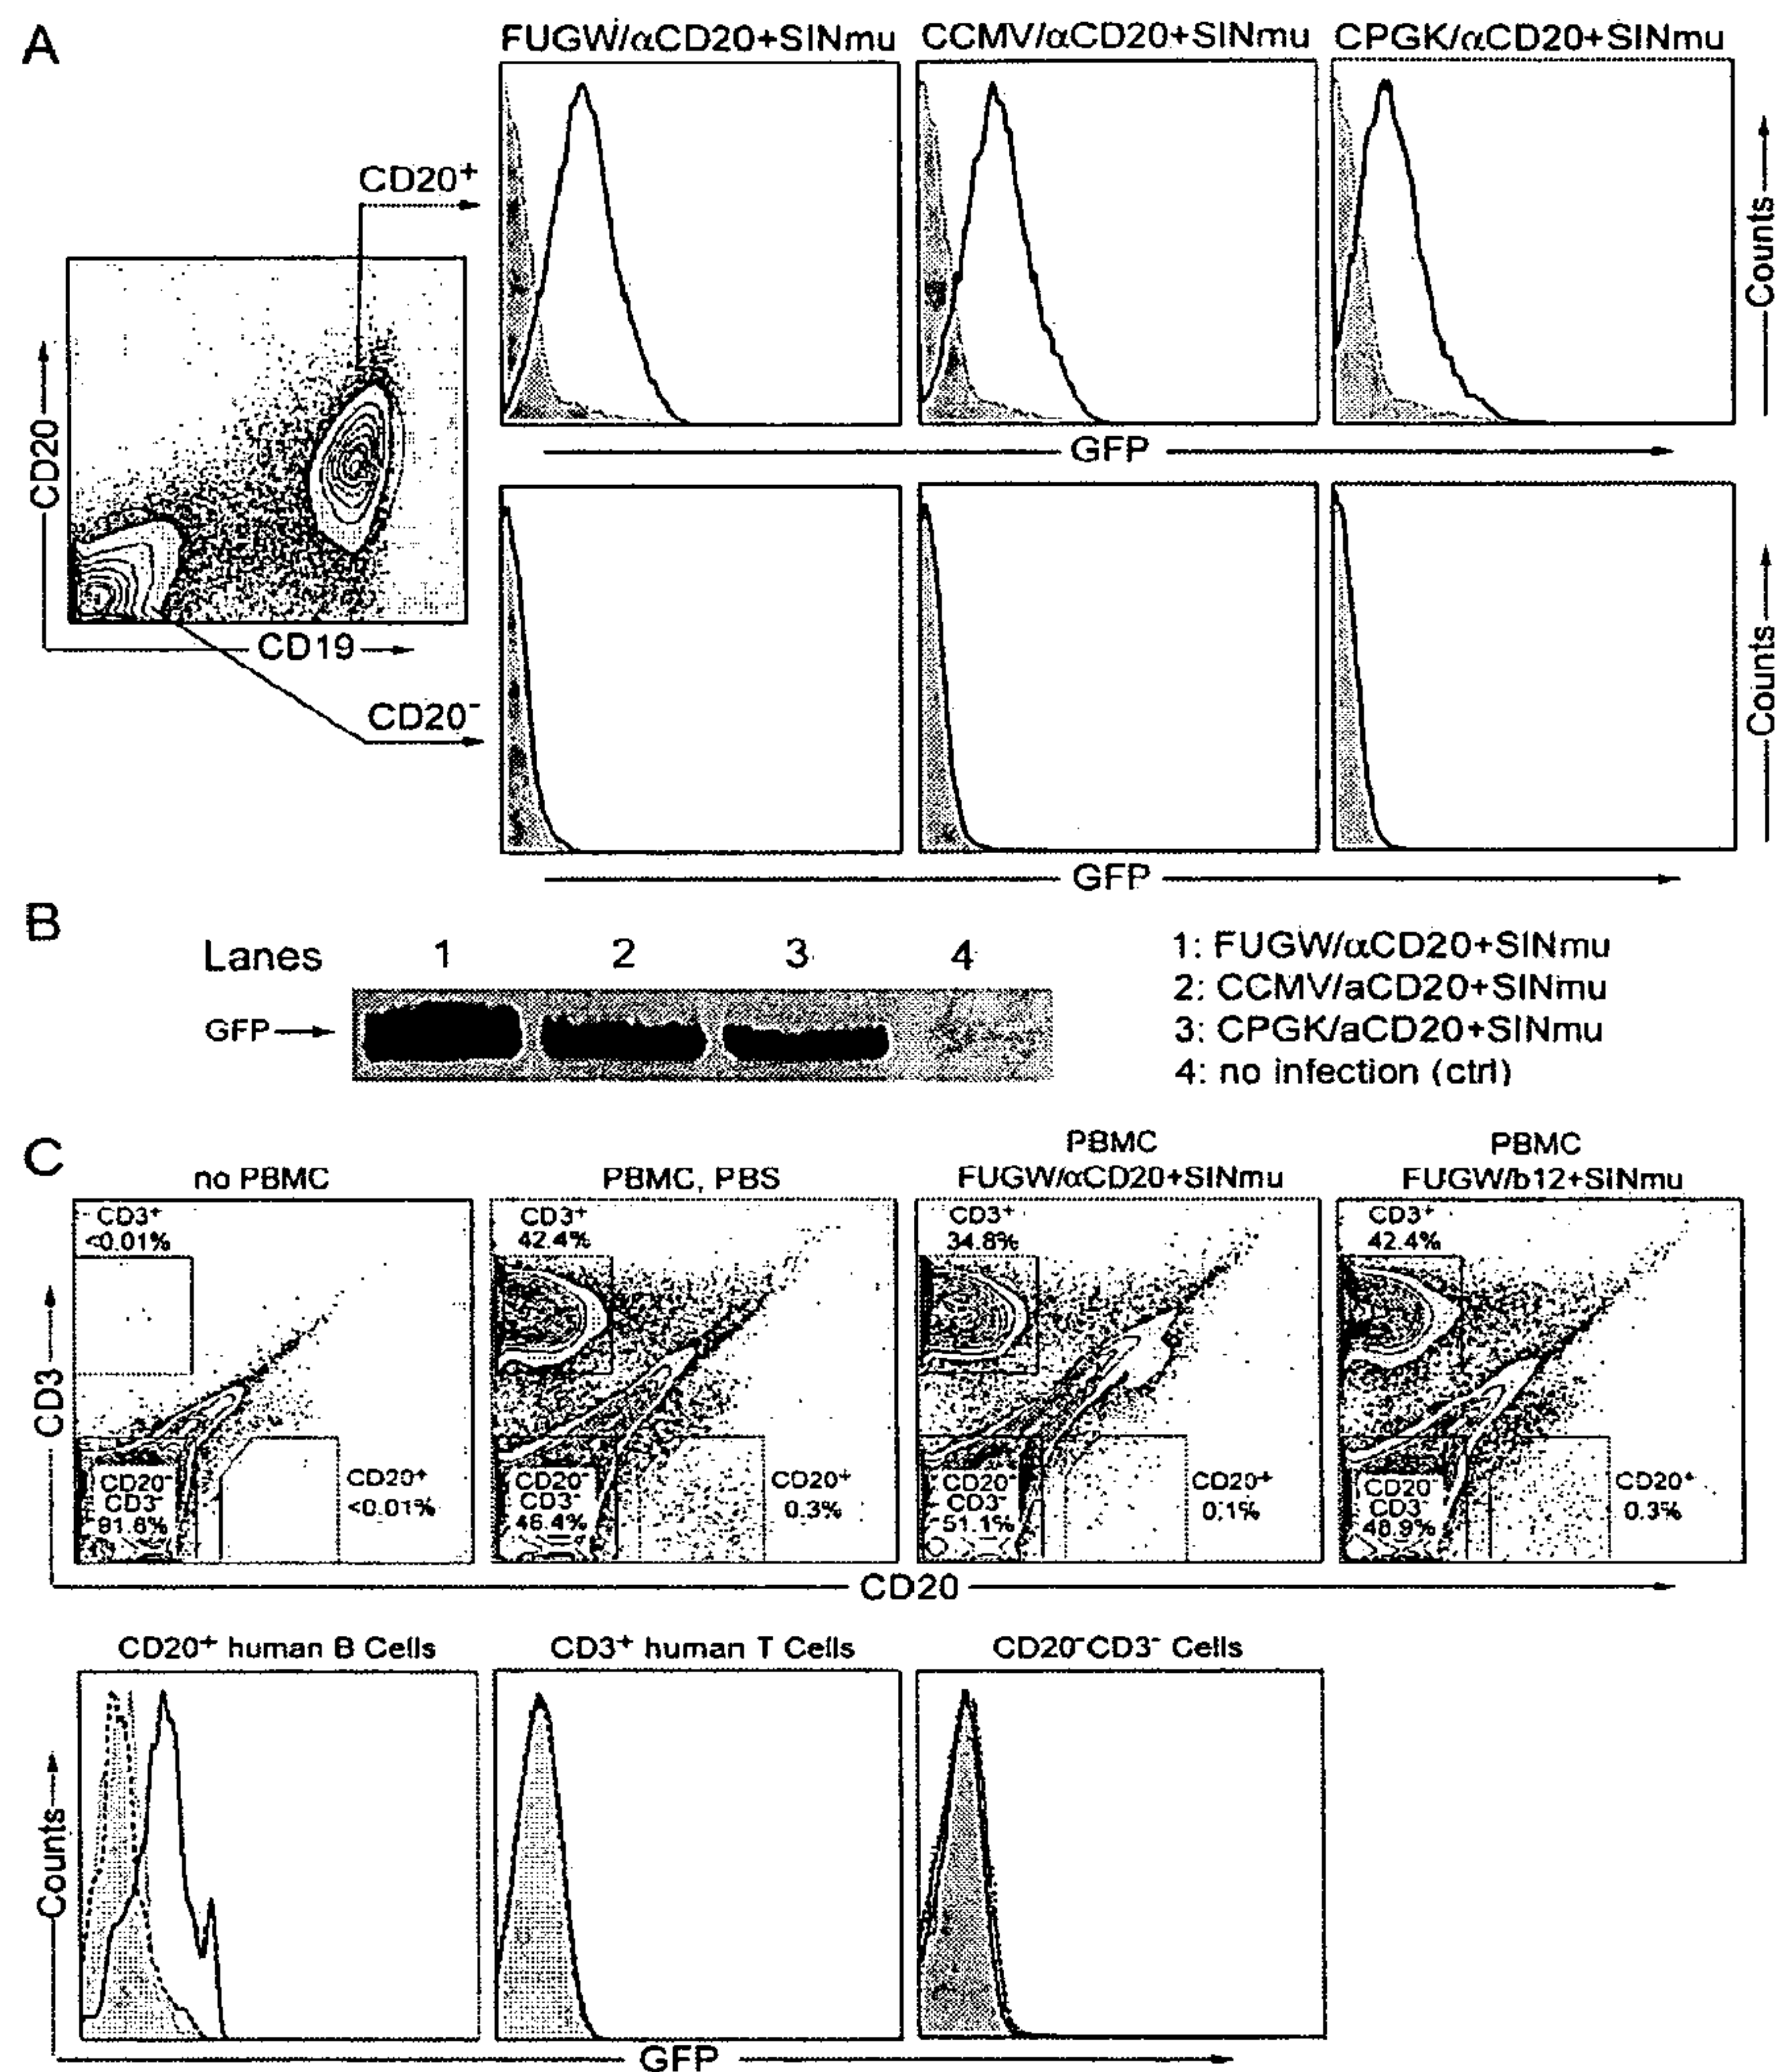 A
FUGW/αCD20+SINmu
CCMV/αCD20+SINmu
CPGK/αCD20+SINmu
CD20+
Counts
CD20
CD19
GFP
CD20-
Counts
GFP
B
Lanes 1 2 3 4
GFP
1: FUGW/αCD20+SINmu
2: CCMV/aCD20+SINmu
3: CPGK/aCD20+SINmu
4: no infection (ctrl)
C
no PBMC
PBMC, PBS
PBMC
FUGW/αCD20+SINmu
PBMC
FUGW/b12+SINmu
CD3+
<0.01%
CD3+
42.4%
CD3+
34.8%
CD3+
42.4%
CD3
CD20-
CD3-
81.8%
CD20+
<0.01%
CD20-
CD3-
46.4%
CD20+
0.3%
CD20-
CD3-
51.1%
CD20+
0.1%
CD20-
CD3-
48.9%
CD20+
0.3%
CD20
CD20+ human B Cells
CD3+ human T Cells
CD20-CD3- Cells
Counts
GFP